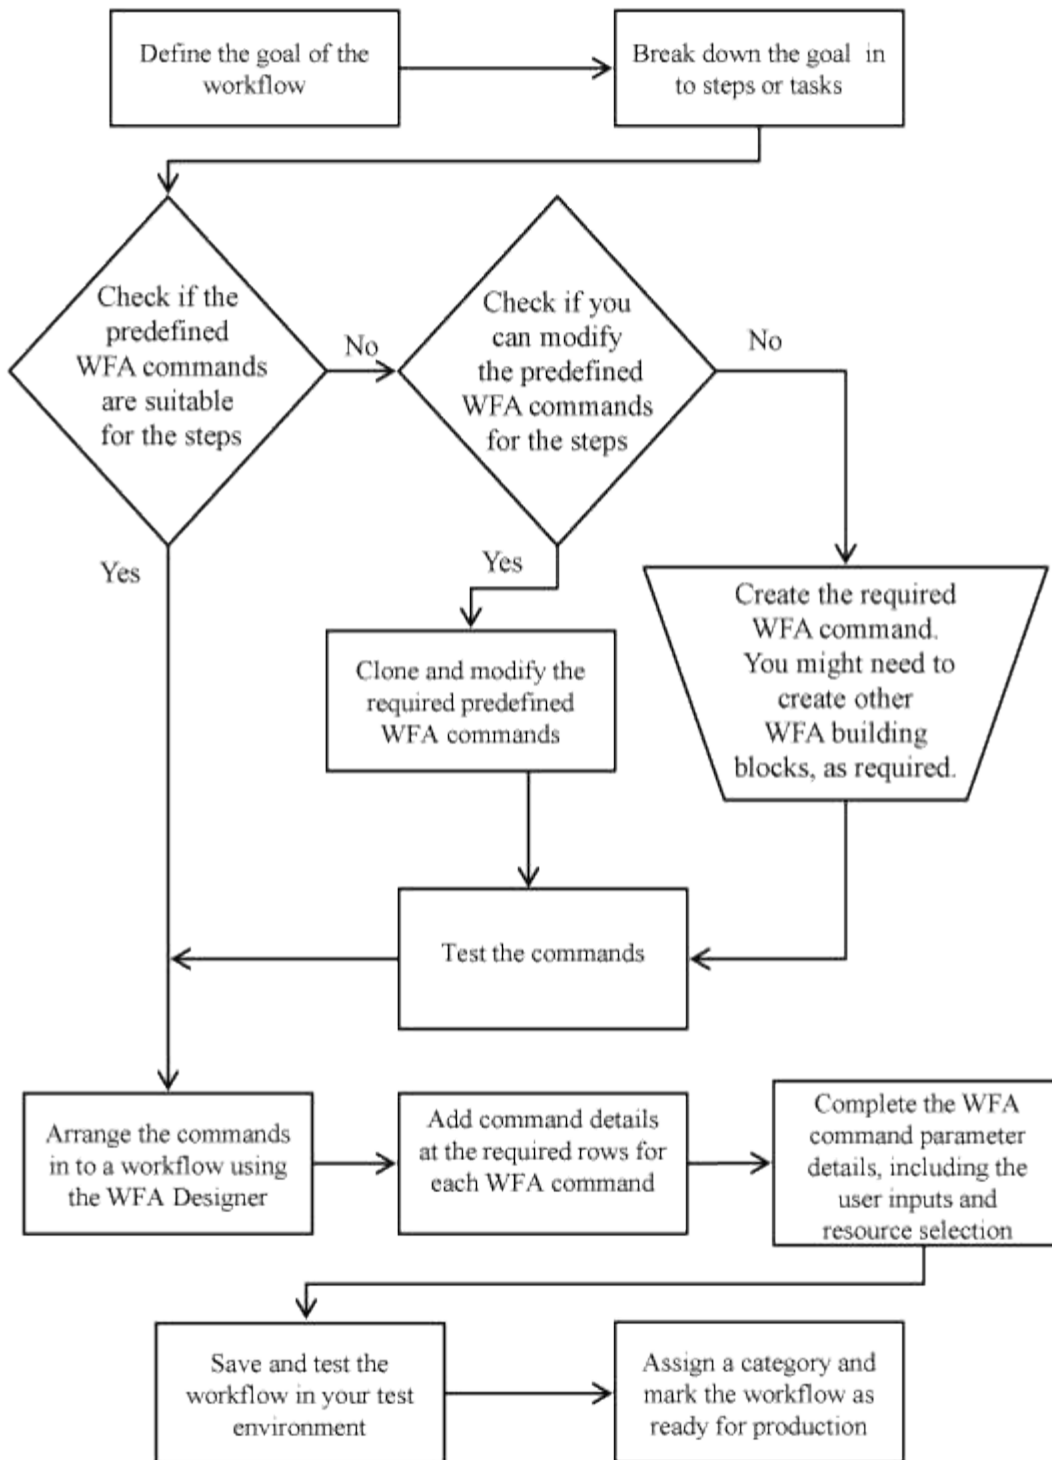 Define the goal of the
workflow
Break down the goal in
to steps or tasks
Check if the
predefined
WFA commands
are suitable
for the steps
No
Check if you
can modify
the predefined
WFA commands
for the steps
No
Yes
Yes
Clone and modify the
required predefined
WFA commands
Create the required
WFA command.
You might need to
create other
WFA building
blocks, as required.
Test the commands
Arrange the commands
in to a workflow using
the WFA Designer
Add command details
at the required rows for
each WFA command
Complete the WFA
command parameter
details, including the
user inputs and
resource selection
Save and test the
workflow in your test
environment
Assign a category and
mark the workflow as
ready for production